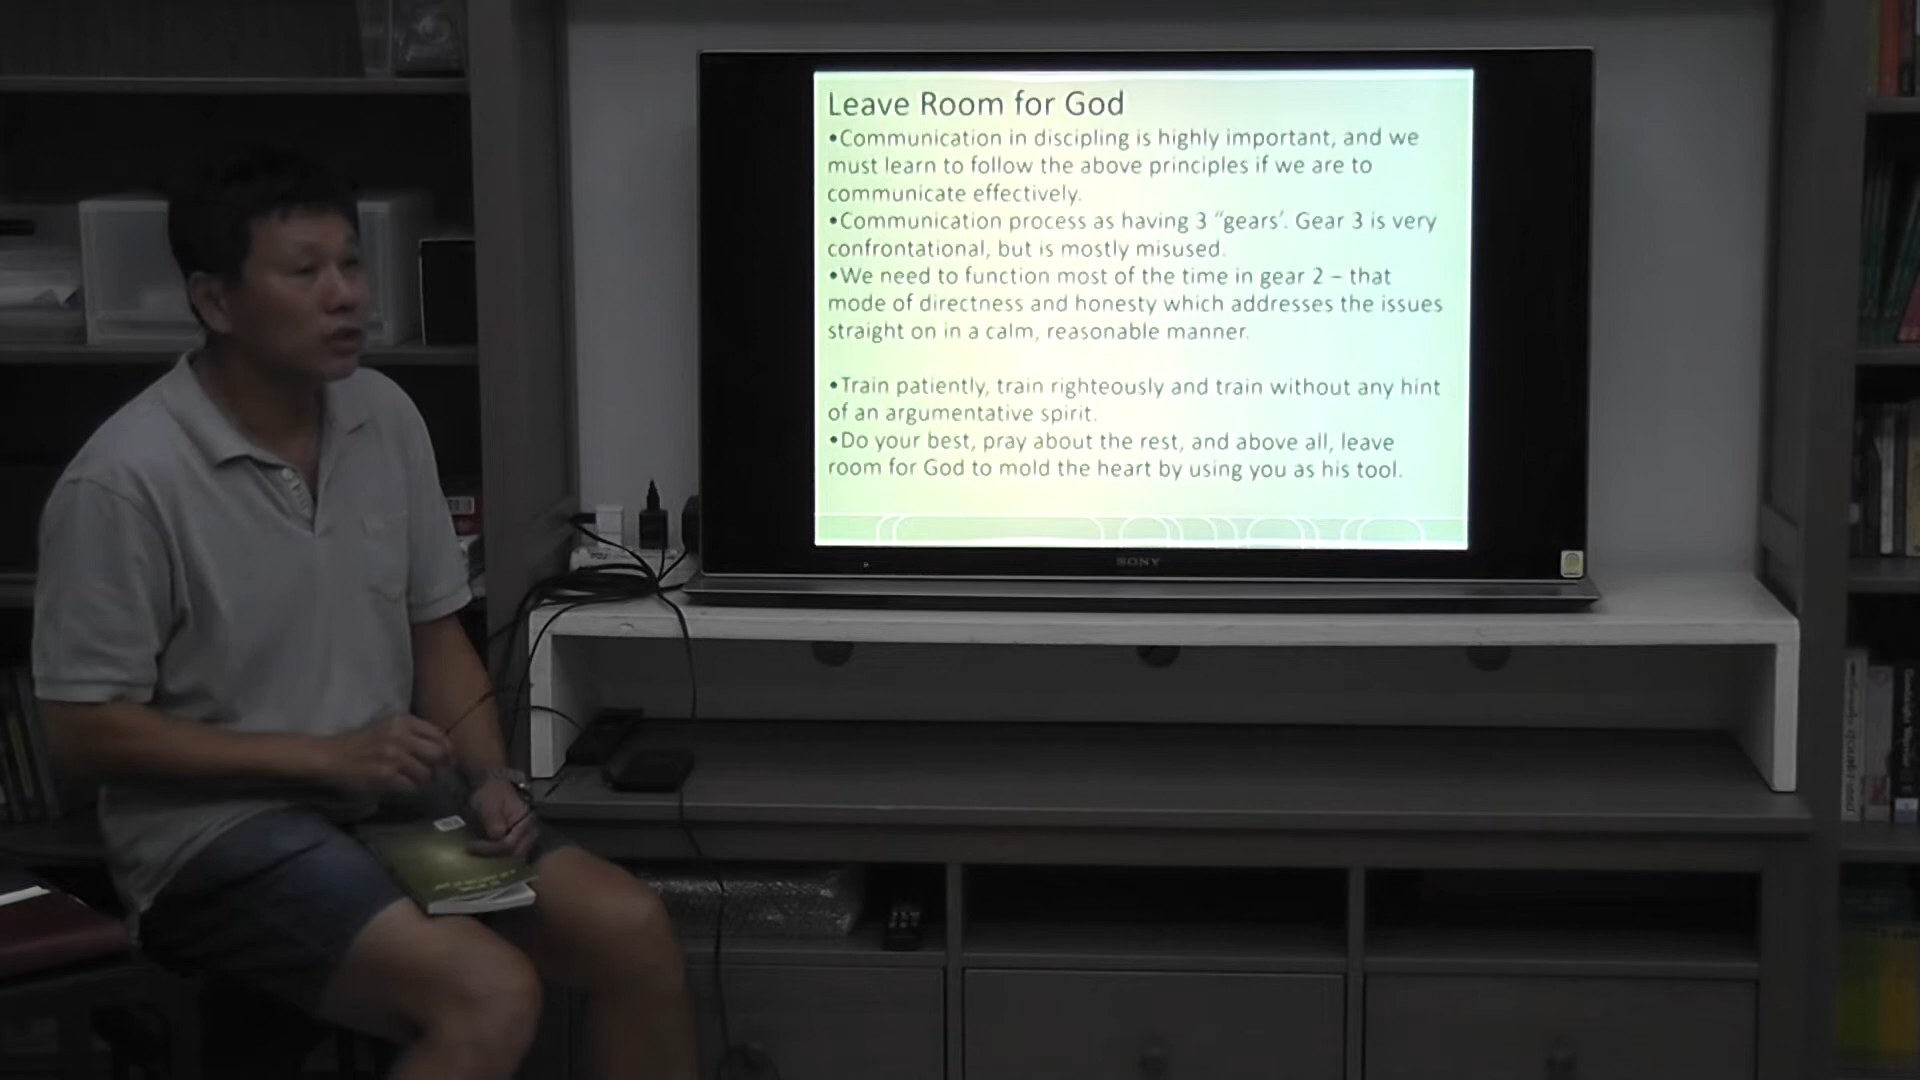 Leave Room for God
•Communication in discipling is highly important, and we
must learn to follow the above principles if we are to
communicate effectively.
•Communication process as having 3 "gears'. Gear 3 is very
confrontational, but is mostly misused.
•We need to function most of the time in gear 2 – that
mode of directness and honesty which addresses the issues
straight on in a calm, reasonable manner.
•Train patiently, train righteously and train without any hint
of an argumentative spirit.
•Do your best, pray about the rest, and above all, leave
room for God to mold the heart by using you as his tool.
SONY